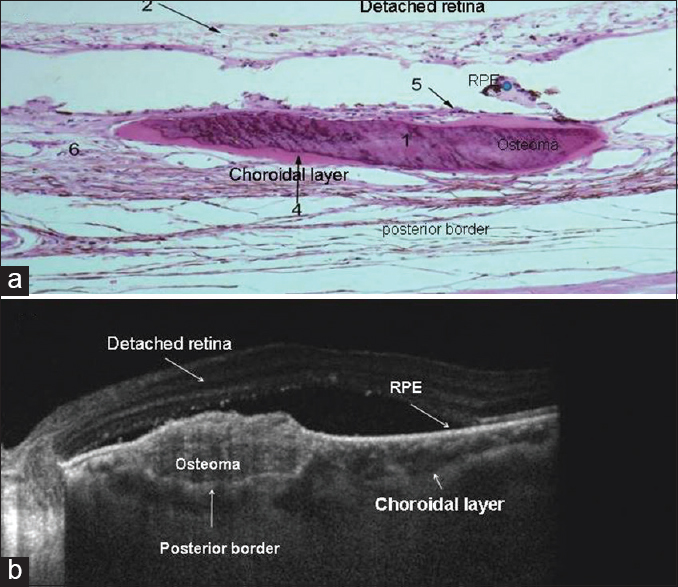 2
Detached retina
RPE
5
1
Osteoma
6
Choroidal layer
4
posterior border
a
Detached retina
RPE
Osteoma
Choroidal layer
Posterior border
b